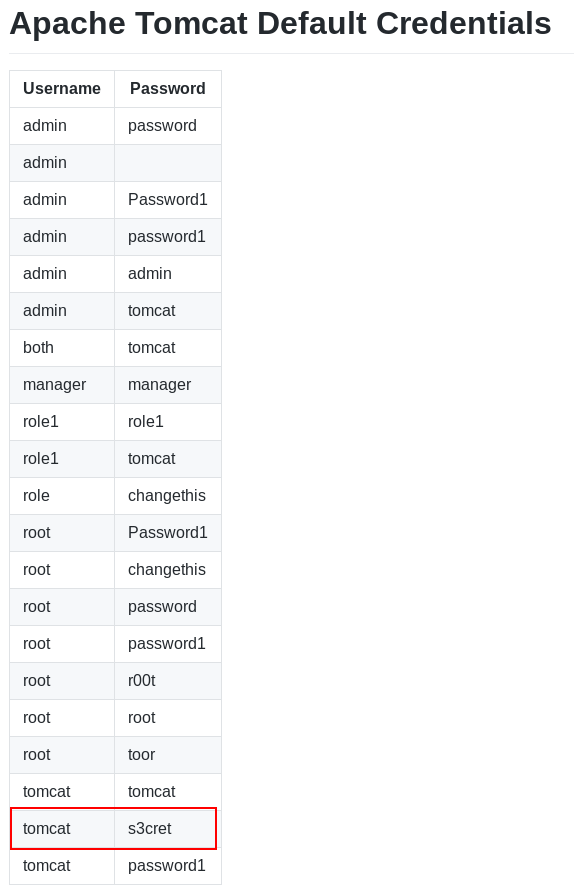 Apache Tomcat Default Credentials
Username Password
admin password
admin
admin Password1
admin password1
admin admin
admin tomcat
both tomcat
manager manager
role1 role1
role1 tomcat
role changethis
root Password1
root changethis
root password
root password1
root r00t
root root
root toor
tomcat tomcat
tomcat s3cret
tomcat password1